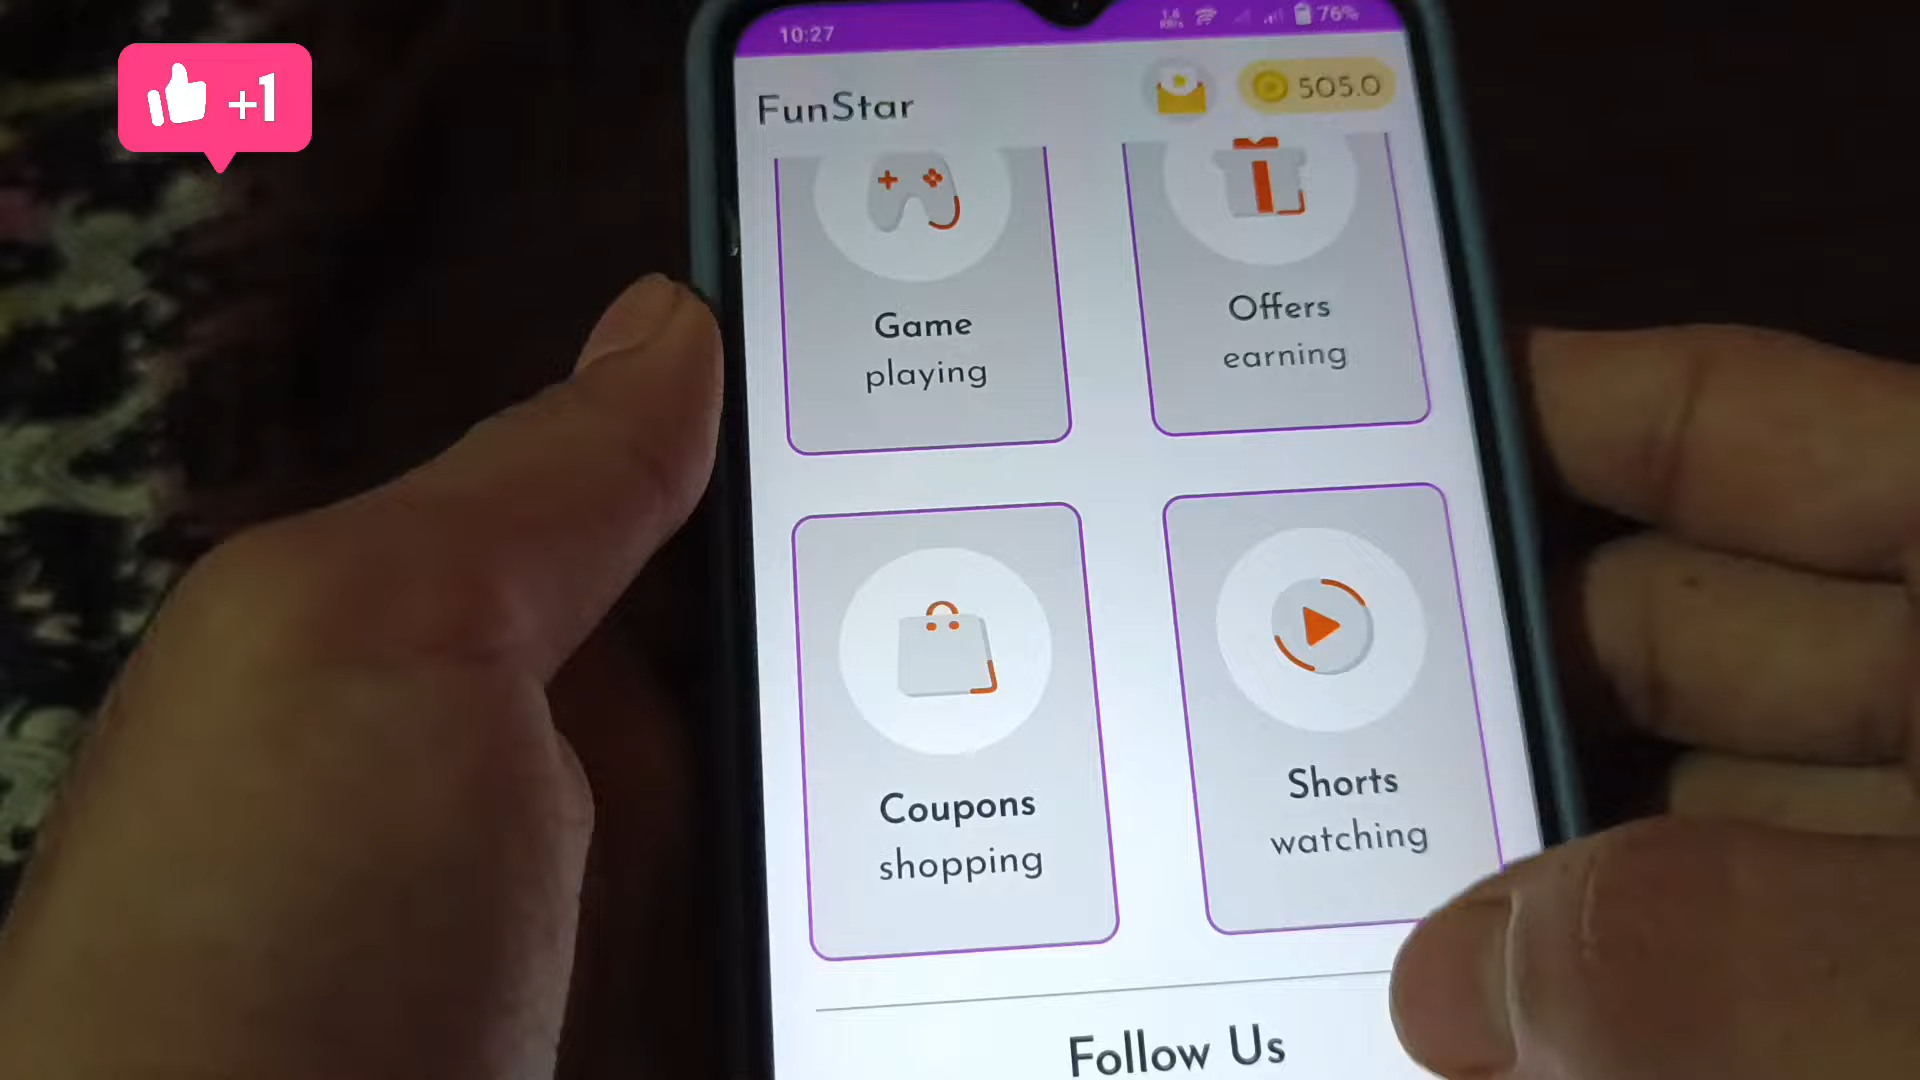 +1
10:27
76%
FunStar
505.0
Game
playing
Offers
earning
Coupons
shopping
Shorts
watching
Follow Us